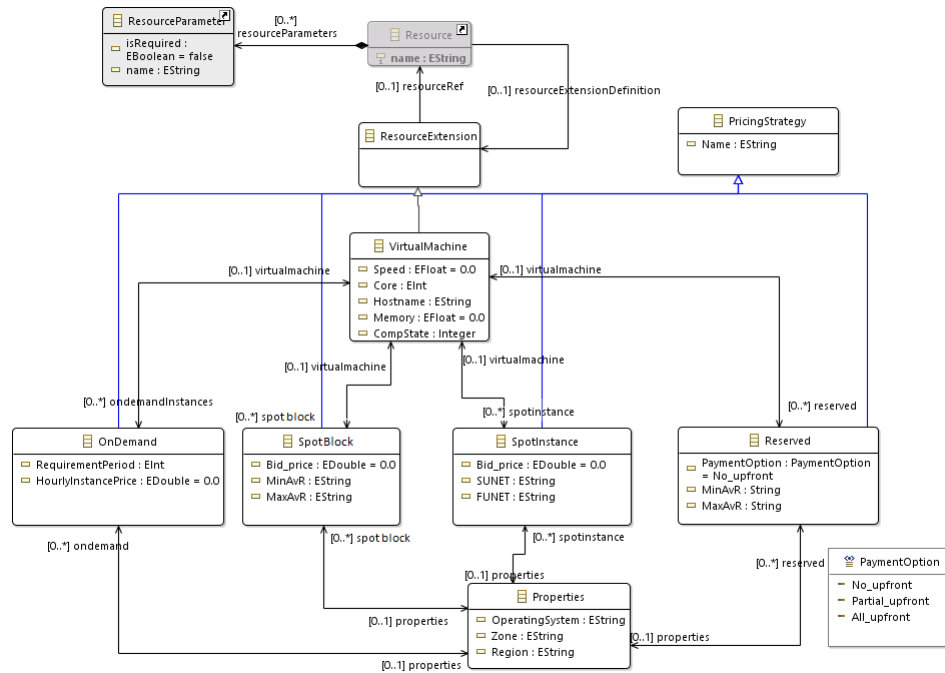 ResourceParameter
isRequired :
EBoolean = false
name : EString
[0..*]
resourceParameters
Resource
name : EString
[0..1] resourceRef
[0..1] resourceExtensionDefinition
ResourceExtension
PricingStrategy
Name : EString
VirtualMachine
Speed : EFloat = 0.0
Core : EInt
Hostname : EString
Memory : EFloat = 0.0
CompState : Integer
[0..1] virtualmachine
[0..1] virtualmachine
[0..1] virtualmachine
[0..1] virtualmachine
[0..*] ondemandInstances
[0..*] spot block
[0..*] spotinstance
[0..*] reserved
OnDemand
RequirementPeriod : EInt
HourlyInstancePrice : EDouble = 0.0
SpotBlock
Bid_price : EDouble = 0.0
MinAvR : EString
MaxAvR : EString
SpotInstance
Bid_price : EDouble = 0.0
SUNET : EString
FUNET : EString
Reserved
PaymentOption : PaymentOption
= No_upfront
MinAvR : String
MaxAvR : String
[0..*] ondemand
[0..*] spot block
[0..*] spotinstance
[0..*] reserved
[0..1] properties
PaymentOption
No_upfront
Partial_upfront
All_upfront
Properties
OperatingSystem : EString
Zone : EString
Region : EString
[0..1] properties
[0..1] properties
[0..1] properties